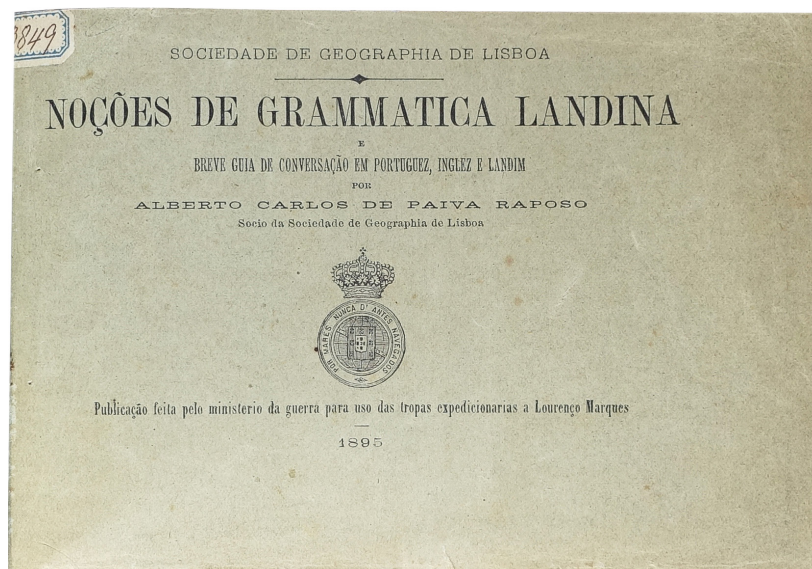 3849
SOCIEDADE DE GEOGRAPHIA DE LISBOA
NOÇÕES DE GRAMMATICA LANDINA
E
BREVE GUIA DE CONVERSAÇÃO EM PORTUGUEZ, INGLEZ E LANDIM
POR
ALBERTO CARLOS DE PAIVA RAPOSO
Socio da Sociedade de Geographia de Lisboa
POR MARES NUNCA D'ANTES NAVEGADOS
Publicação feita pelo ministerio da guerra para uso das tropas expedicionarias a Lourenço Marques
1895